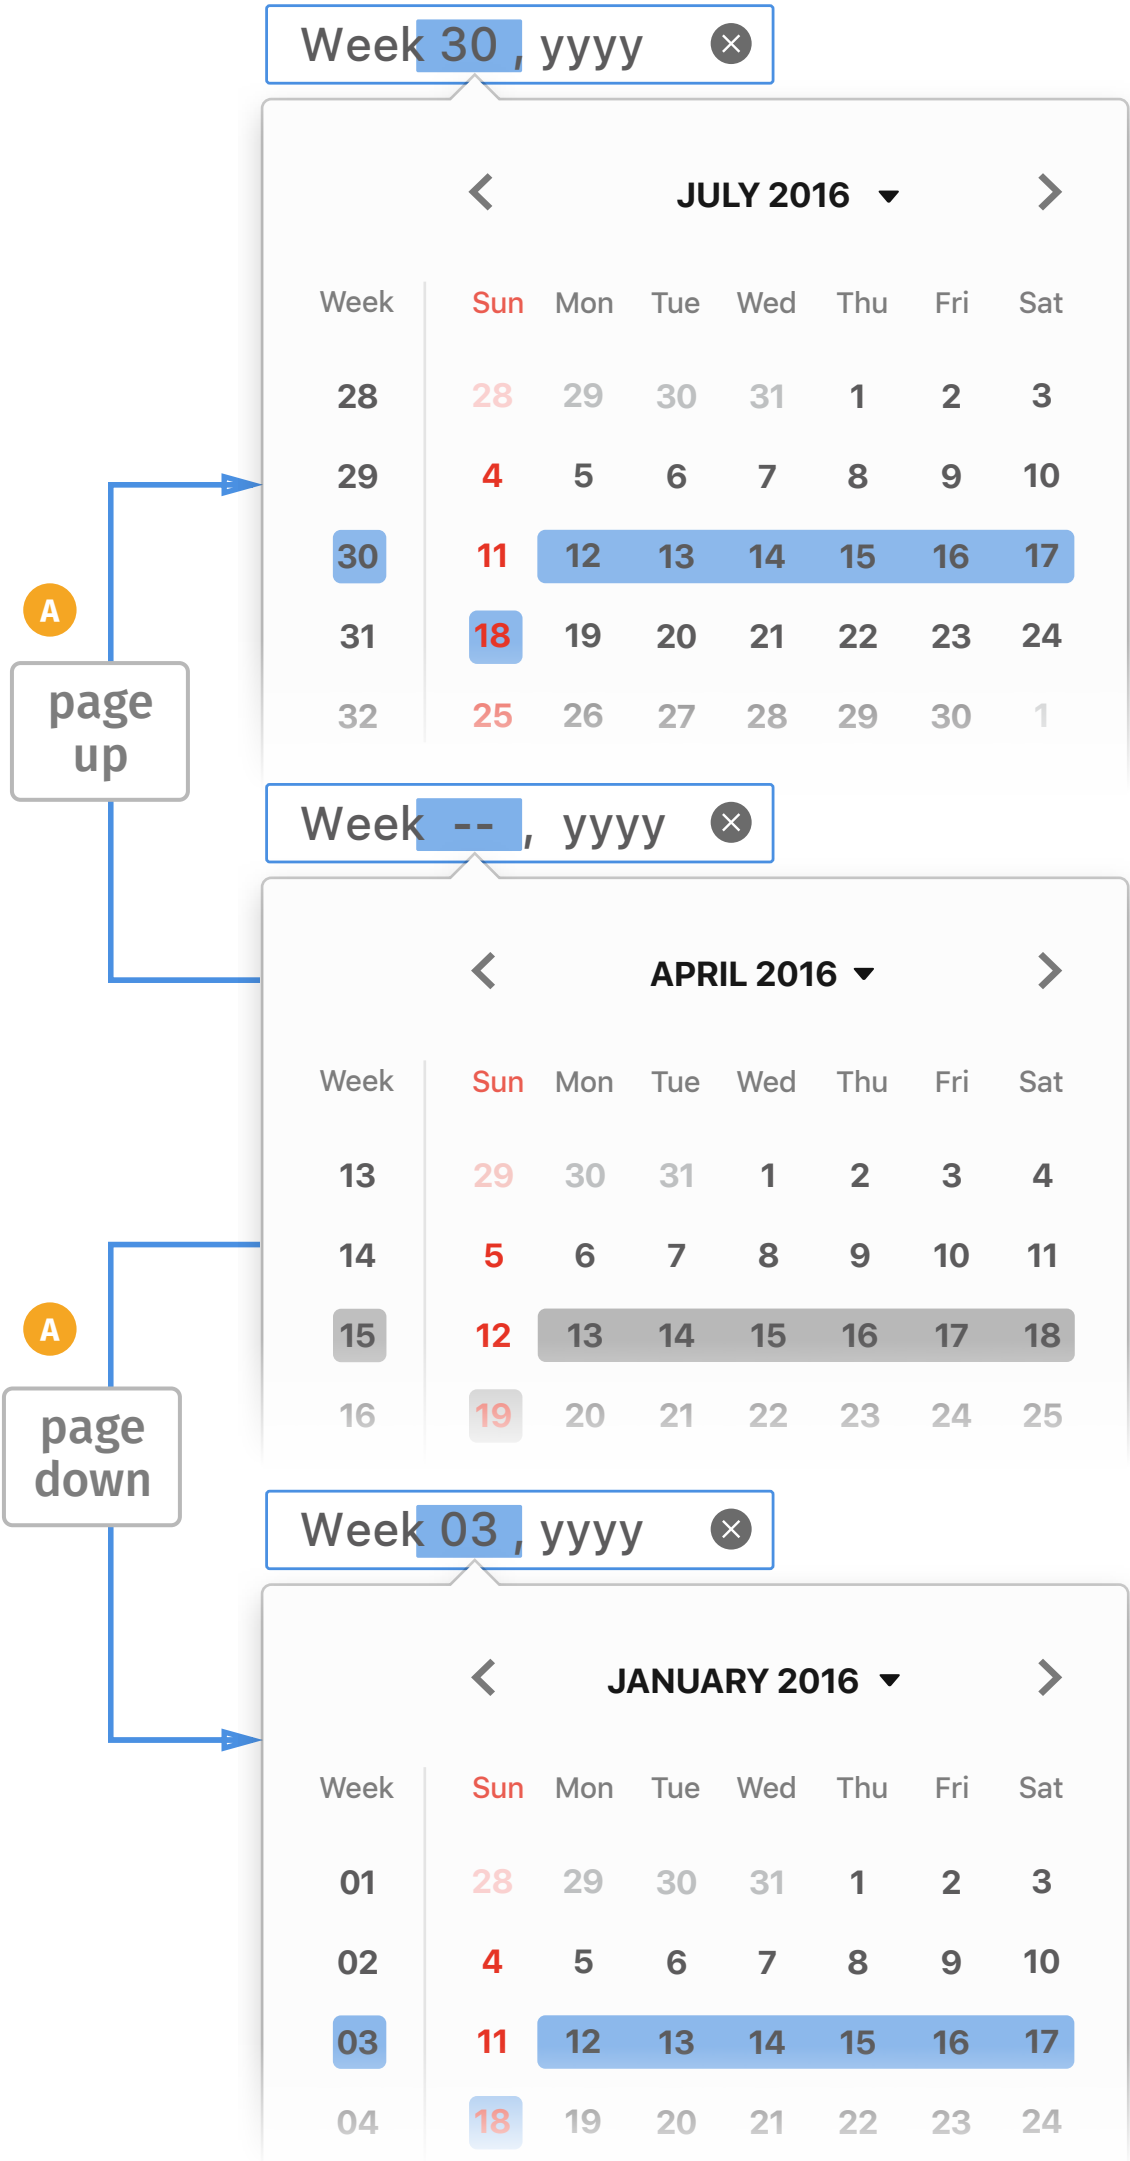 Week 30 , yyyy
JULY 2016
Week Sun Mon Tue Wed Thu Fri Sat
28 28 29 30 31 1 2 3
29 4 5 6 7 8 9 10
30 11 12 13 14 15 16 17
A
31 18 19 20 21 22 23 24
page
up
32 25 26 27 28 29 30 1
Week -- , yyyy
APRIL 2016
Week Sun Mon Tue Wed Thu Fri Sat
13 29 30 31 1 2 3 4
14 5 6 7 8 9 10 11
A
15 12 13 14 15 16 17 18
16 19 20 21 22 23 24 25
page
down
Week 03 , yyyy
JANUARY 2016
Week Sun Mon Tue Wed Thu Fri Sat
01 28 29 30 31 1 2 3
02 4 5 6 7 8 9 10
03 11 12 13 14 15 16 17
04 18 19 20 21 22 23 24